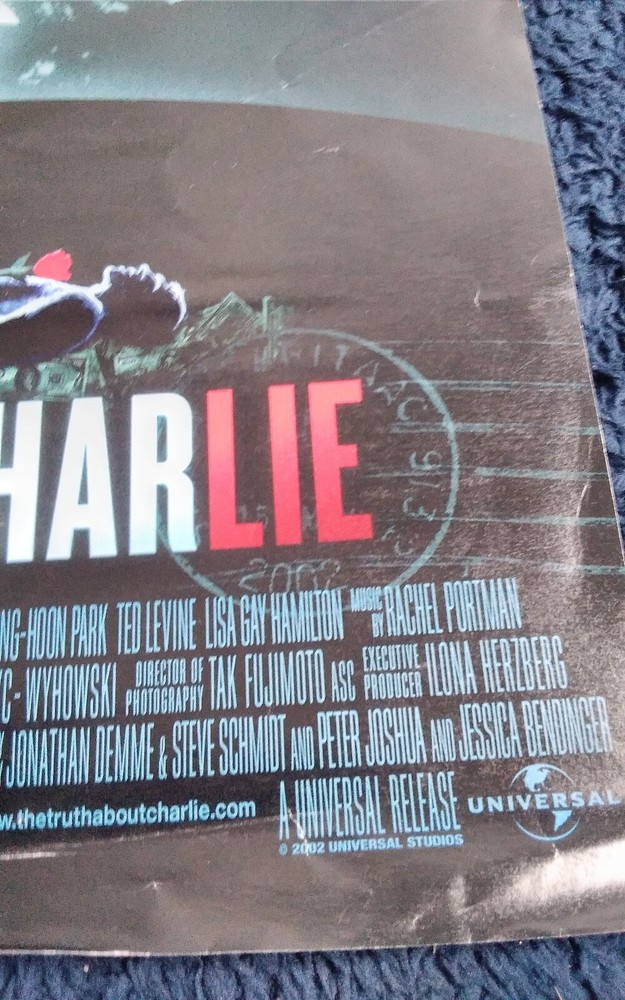 HARLIE
2002
NG-HOON PARK TED LEVINE LISA GAY HAMILTON MUSIC BY RACHEL PORTMAN
C - WYHOWSKI DIRECTOR OF PHOTOGRAPHY TAK FUJIMOTO ASC EXECUTIVE PRODUCER ILONA HERZBERG
Y JONATHAN DEMME & STEVE SCHMIDT AND PETER JOSHUA AND JESSICA BENDINGER
w.thetruthaboutcharlie.com A UNIVERSAL RELEASE UNIVERSAL
© 2002 UNIVERSAL STUDIOS